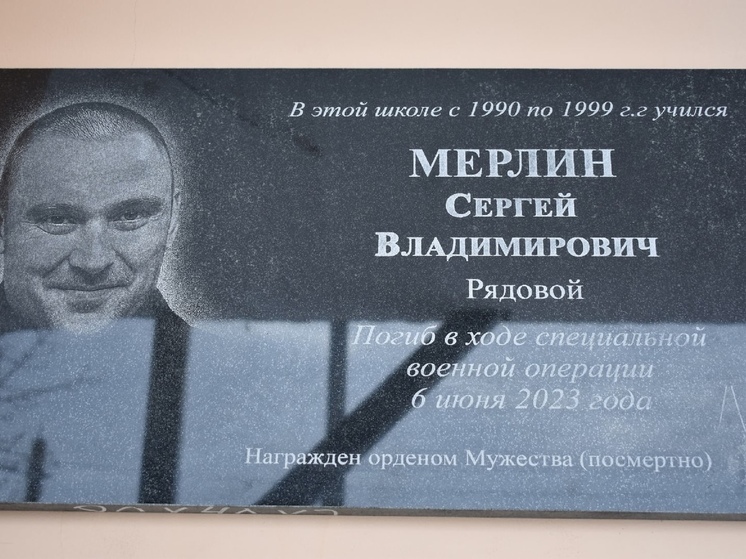 В этой школе с 1990 по 1999 г.г учился
МЕРЛИН
СЕРГЕЙ
ВЛАДИМИРОВИЧ
Рядовой
Погиб в ходе специальной
военной операции
6 июня 2023 года
Награжден орденом Мужества (посмертно)